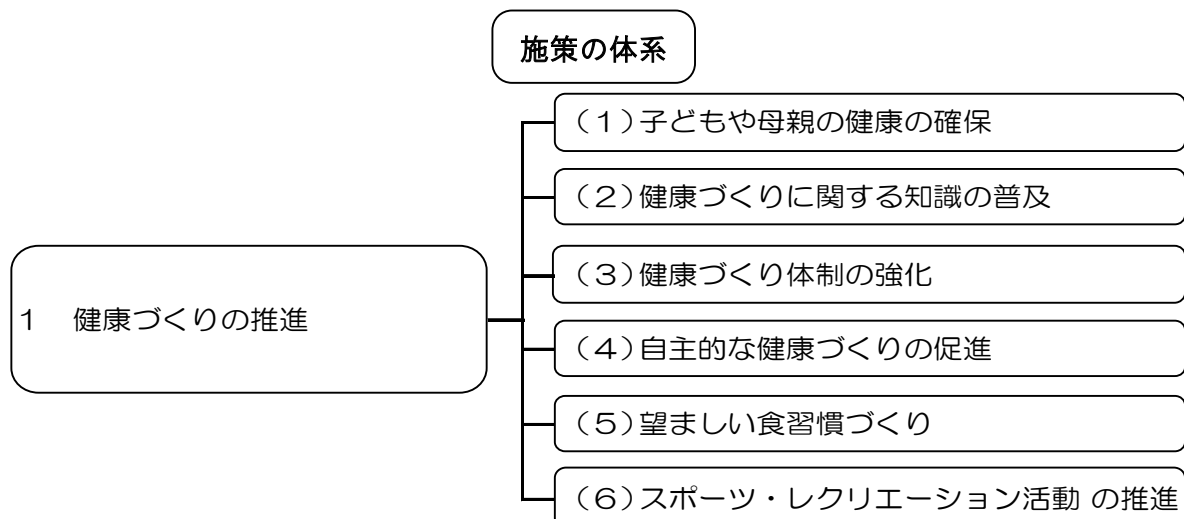 施策の体系
（１）子どもや母親の健康の確保
（２）健康づくりに関する知識の普及
（３）健康づくり体制の強化
１　健康づくりの推進
（４）自主的な健康づくりの促進
（５）望ましい食習慣づくり
（６）スポーツ・レクリエーション活動 の推進